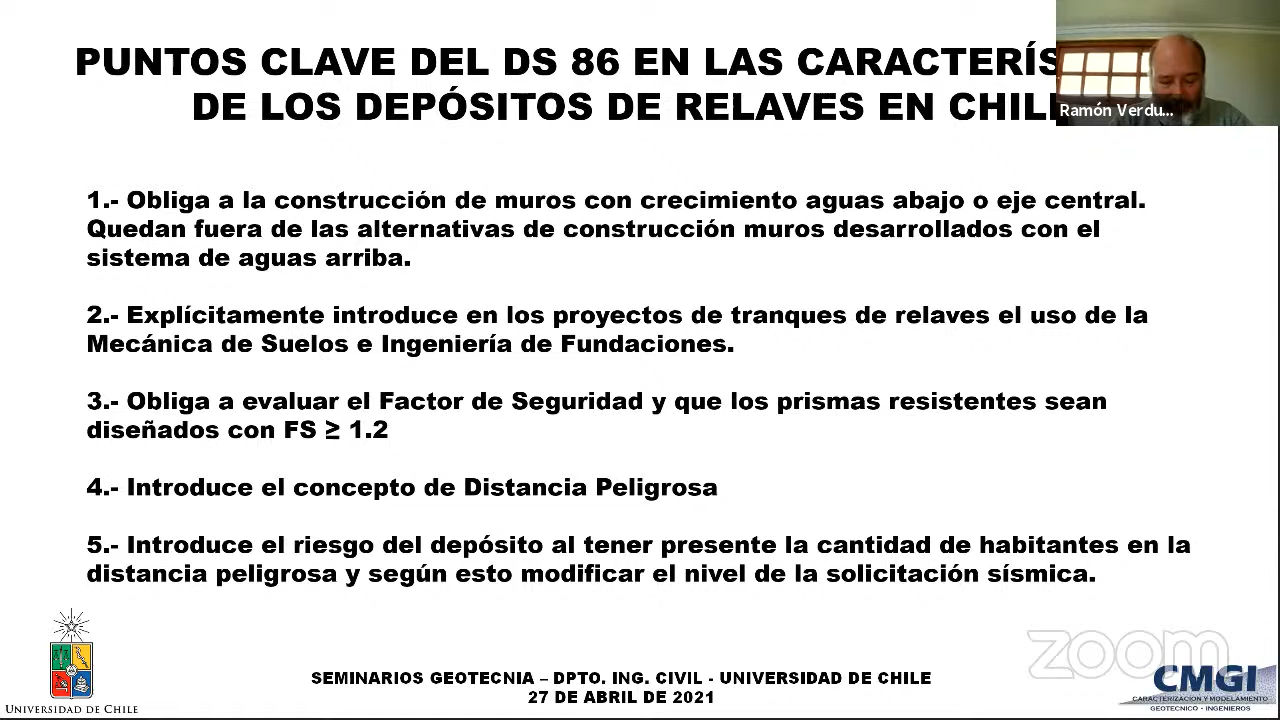 PUNTOS CLAVE DEL DS 86 EN LAS CARACTERÍS
DE LOS DEPÓSITOS DE RELAVES EN CHIL
Ramón Verdu...
1.- Obliga a la construcción de muros con crecimiento aguas abajo o eje central.
Quedan fuera de las alternativas de construcción muros desarrollados con el
sistema de aguas arriba.
2.- Explícitamente introduce en los proyectos de tranques de relaves el uso de la
Mecánica de Suelos e Ingeniería de Fundaciones.
3.- Obliga a evaluar el Factor de Seguridad y que los prismas resistentes sean
diseñados con FS ≥ 1.2
4.- Introduce el concepto de Distancia Peligrosa
5.- Introduce el riesgo del depósito al tener presente la cantidad de habitantes en la
distancia peligrosa y según esto modificar el nivel de la solicitación sísmica.
zoom
UNIVERSIDAD DE CHILE
SEMINARIOS GEOTECNIA – DPTO. ING. CIVIL - UNIVERSIDAD DE CHILE
27 DE ABRIL DE 2021
CMGI
CARACTERIZACION Y MODELAMIENTO
GEOTECNICO - INGENIEROS